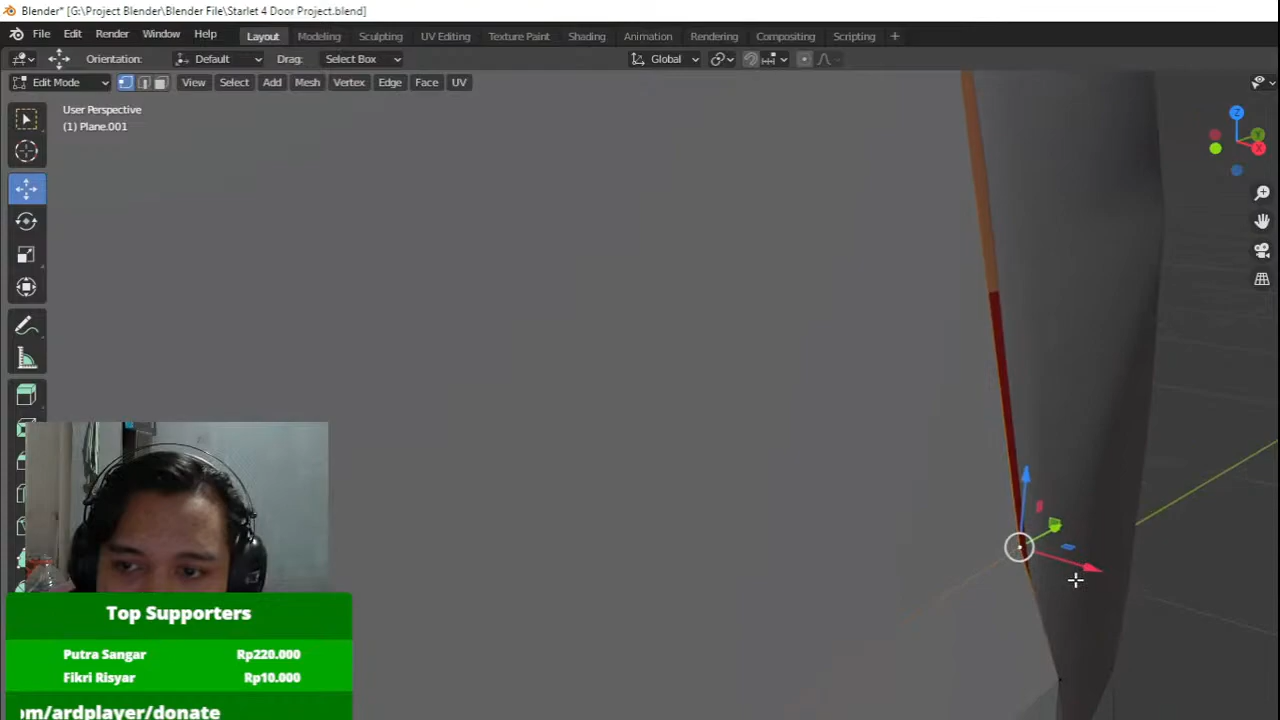 Blender* [G:\Project Blender\Blender File\Starlet 4 Door Project.blend]
File Edit Render Window Help Layout Modeling Sculpting UV Editing Texture Paint Shading Animation Rendering Compositing Scripting +
Orientation: Default Drag: Select Box Global
Edit Mode View Select Add Mesh Vertex Edge Face UV
User Perspective
(1) Plane.001
Z
Y
X
Top Supporters
Putra Sangar Rp220.000
Fikri Risyar Rp10.000
om/ardplayer/donate